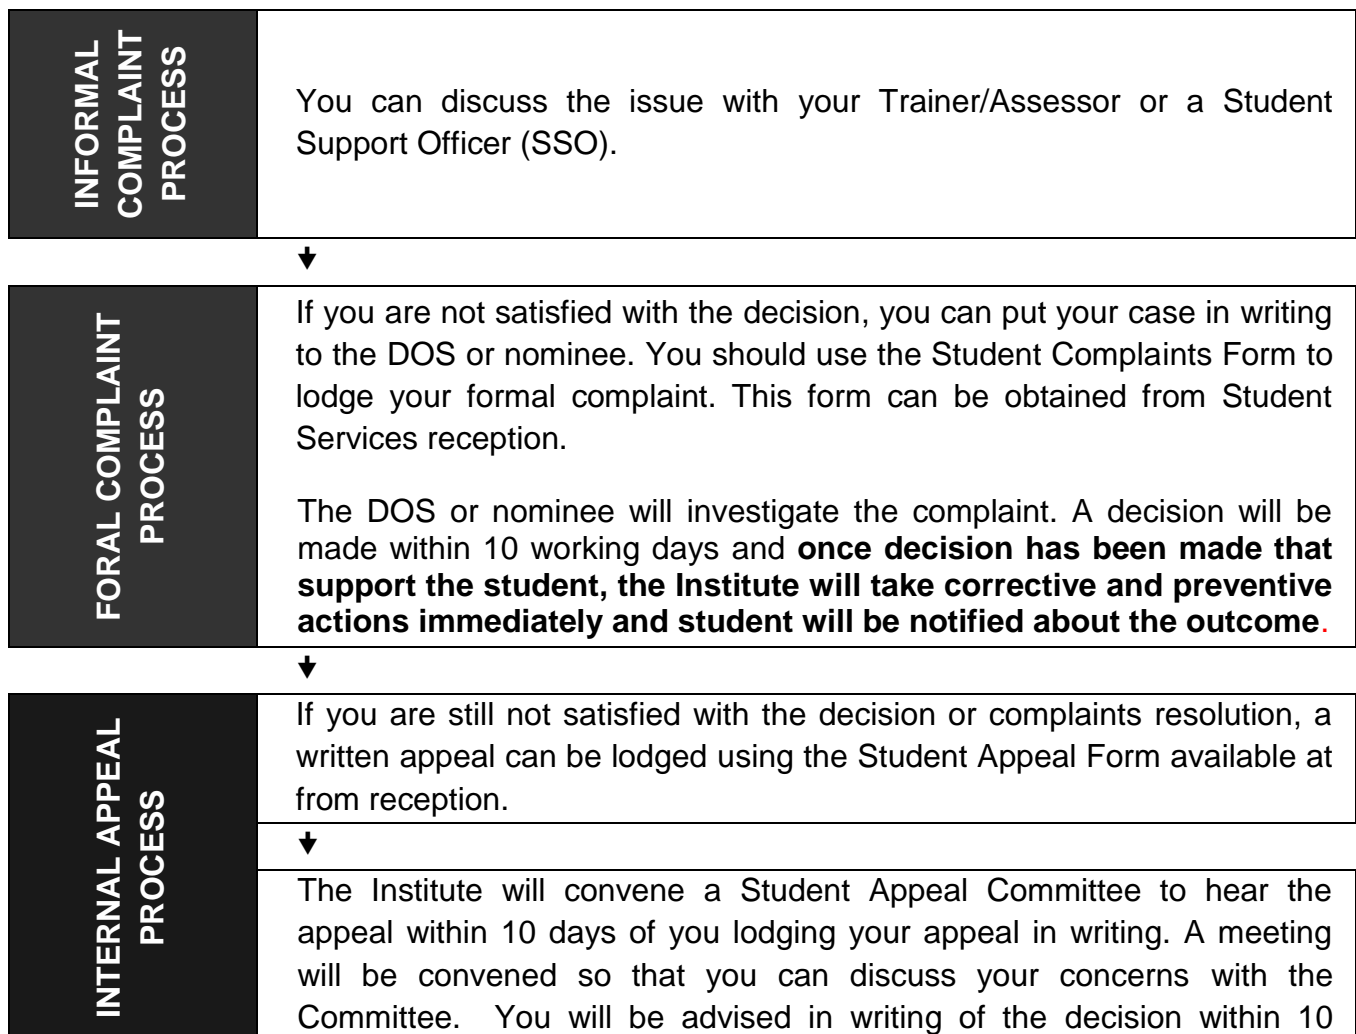 INFORMAL
COMPLAINT
PROCESS
You can discuss the issue with your Trainer/Assessor or a Student
Support Officer (SSO).
FORAL COMPLAINT
PROCESS
If you are not satisfied with the decision, you can put your case in writing
to the DOS or nominee. You should use the Student Complaints Form to
lodge your formal complaint. This form can be obtained from Student
Services reception.
The DOS or nominee will investigate the complaint. A decision will be
made within 10 working days and once decision has been made that
support the student, the Institute will take corrective and preventive
actions immediately and student will be notified about the outcome.
INTERNAL APPEAL
PROCESS
If you are still not satisfied with the decision or complaints resolution, a
written appeal can be lodged using the Student Appeal Form available at
from reception.
The Institute will convene a Student Appeal Committee to hear the
appeal within 10 days of you lodging your appeal in writing. A meeting
will be convened so that you can discuss your concerns with the
Committee. You will be advised in writing of the decision within 10